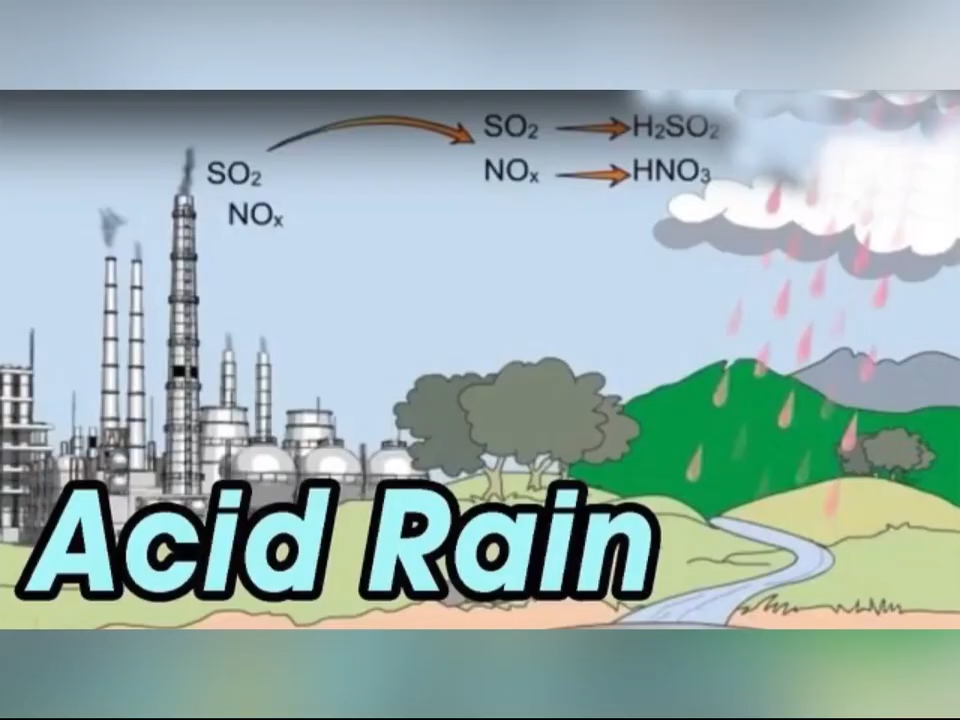 SO₂ → H₂SO₂
NOₓ → HNO₃
SO₂
NOₓ
Acid Rain